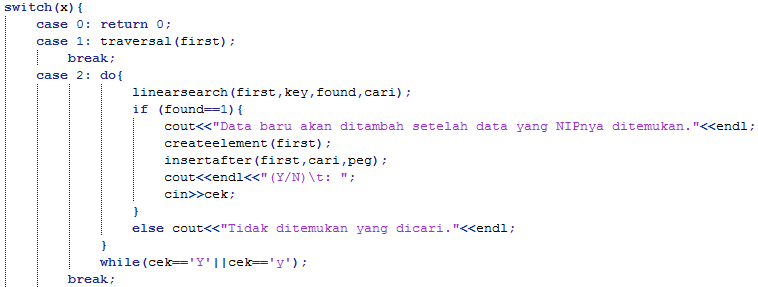 switch(x){
case 0: return 0;
case 1: traversal(first);
break;
case 2: do{
linearsearch(first,key,found,cari);
if (found==1){
cout<<"Data baru akan ditambah setelah data yang NIPnya ditemukan."<<endl;
createelement(first);
insertafter(first,cari,peg);
cout<<endl<<"(Y/N)\t: ";
cin>>cek;
}
else cout<<"Tidak ditemukan yang dicari."<<endl;
}
while(cek=='Y'||cek=='y');
break;